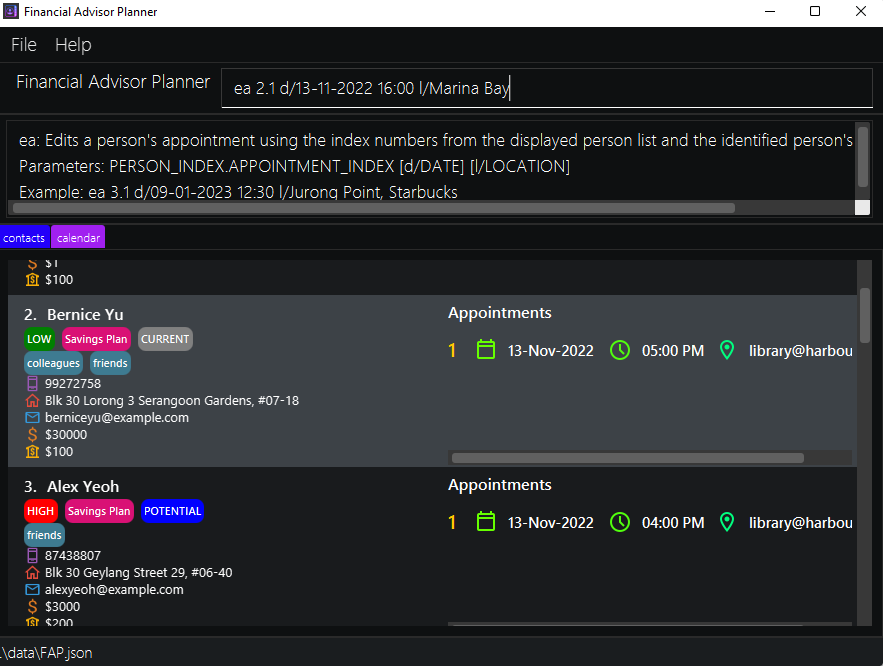 Financial Advisor Planner
File Help
Financial Advisor Planner
ea 2.1 d/13-11-2022 16:00 l/Marina Bay
ea: Edits a person's appointment using the index numbers from the displayed person list and the identified person's
Parameters: PERSON_INDEX.APPOINTMENT_INDEX [d/DATE] [l/LOCATION]
Example: ea 3.1 d/09-01-2023 12:30 l/Jurong Point, Starbucks
contacts calendar
$1
$100
2. Bernice Yu
LOW Savings Plan CURRENT
colleagues friends
99272758
Blk 30 Lorong 3 Serangoon Gardens, #07-18
berniceyu@example.com
$30000
$100
Appointments
1 13-Nov-2022 05:00 PM library@harbou
3. Alex Yeoh
HIGH Savings Plan POTENTIAL
friends
87438807
Blk 30 Geylang Street 29, #06-40
alexyeoh@example.com
$3000
$200
Appointments
1 13-Nov-2022 04:00 PM library@harbou
.\data\FAP.json